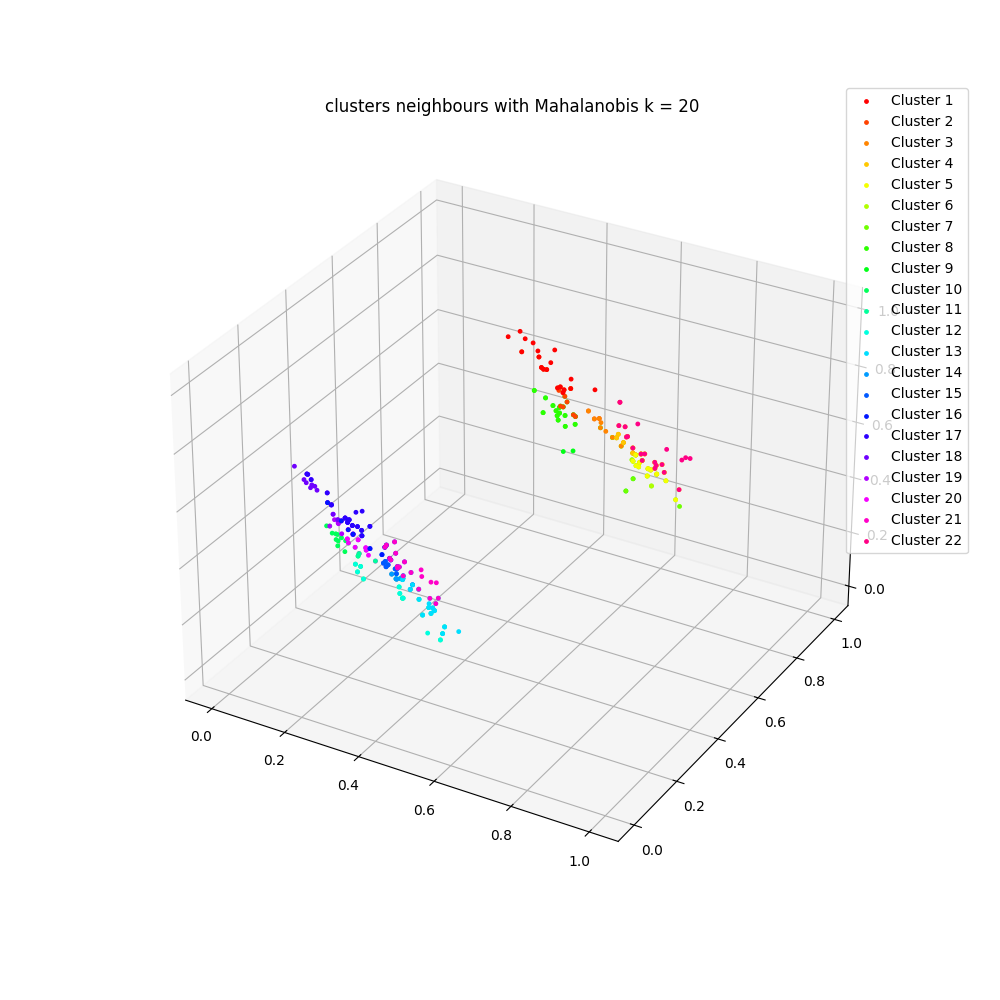 clusters neighbours with Mahalanobis k = 20
Cluster 1
Cluster 2
Cluster 3
Cluster 4
Cluster 5
Cluster 6
Cluster 7
Cluster 8
Cluster 9
Cluster 10
Cluster 11
Cluster 12
Cluster 13
Cluster 14
Cluster 15
Cluster 16
Cluster 17
Cluster 18
Cluster 19
Cluster 20
Cluster 21
Cluster 22
1.0
0.8
0.6
0.4
0.2
0.0
0.0
0.2
0.4
0.6
0.8
1.0
0.0
0.2
0.4
0.6
0.8
1.0